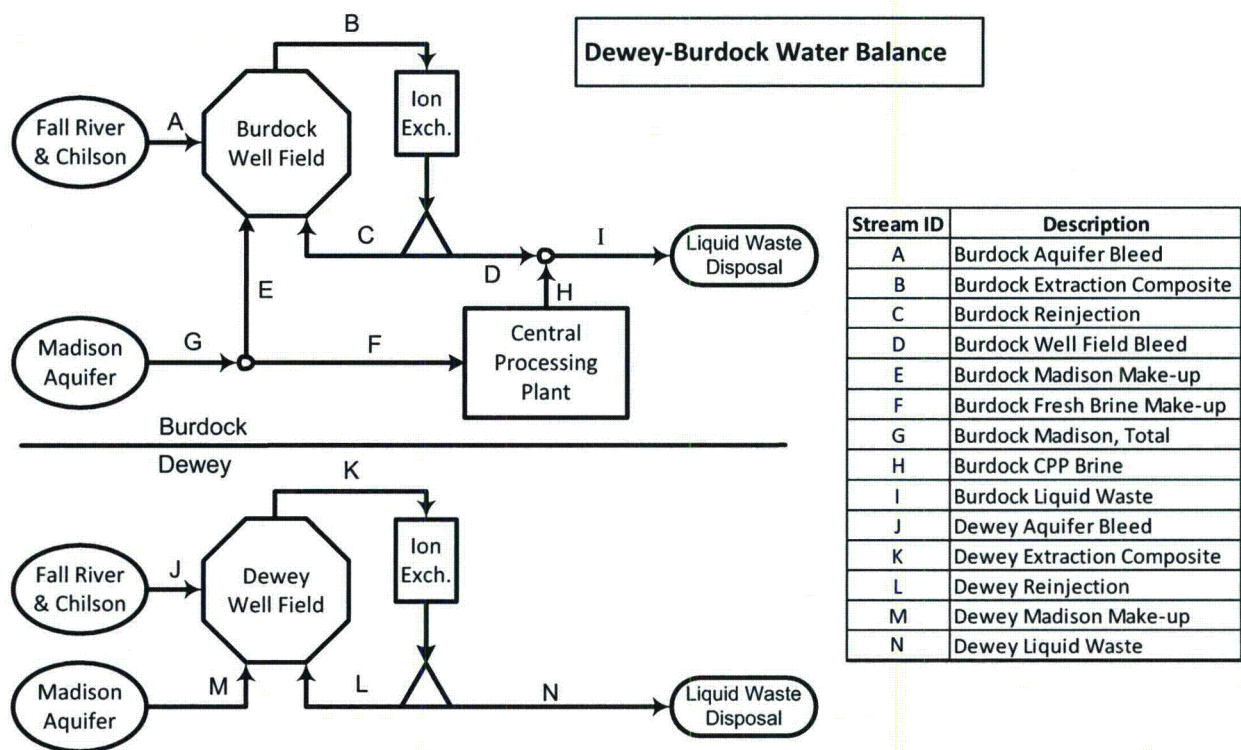 Dewey-Burdock Water Balance
B
Ion
Exch.
Fall River
& Chilson
A
Burdock
Well Field
C
D
I
Liquid Waste
Disposal
E
H
Madison
Aquifer
G
F
Central
Processing
Plant
Burdock
Dewey
K
Ion
Exch.
Fall River
& Chilson
J
Dewey
Well Field
Madison
Aquifer
M
L
N
Liquid Waste
Disposal
Stream ID Description
A Burdock Aquifer Bleed
B Burdock Extraction Composite
C Burdock Reinjection
D Burdock Well Field Bleed
E Burdock Madison Make-up
F Burdock Fresh Brine Make-up
G Burdock Madison, Total
H Burdock CPP Brine
I Burdock Liquid Waste
J Dewey Aquifer Bleed
K Dewey Extraction Composite
L Dewey Reinjection
M Dewey Madison Make-up
N Dewey Liquid Waste